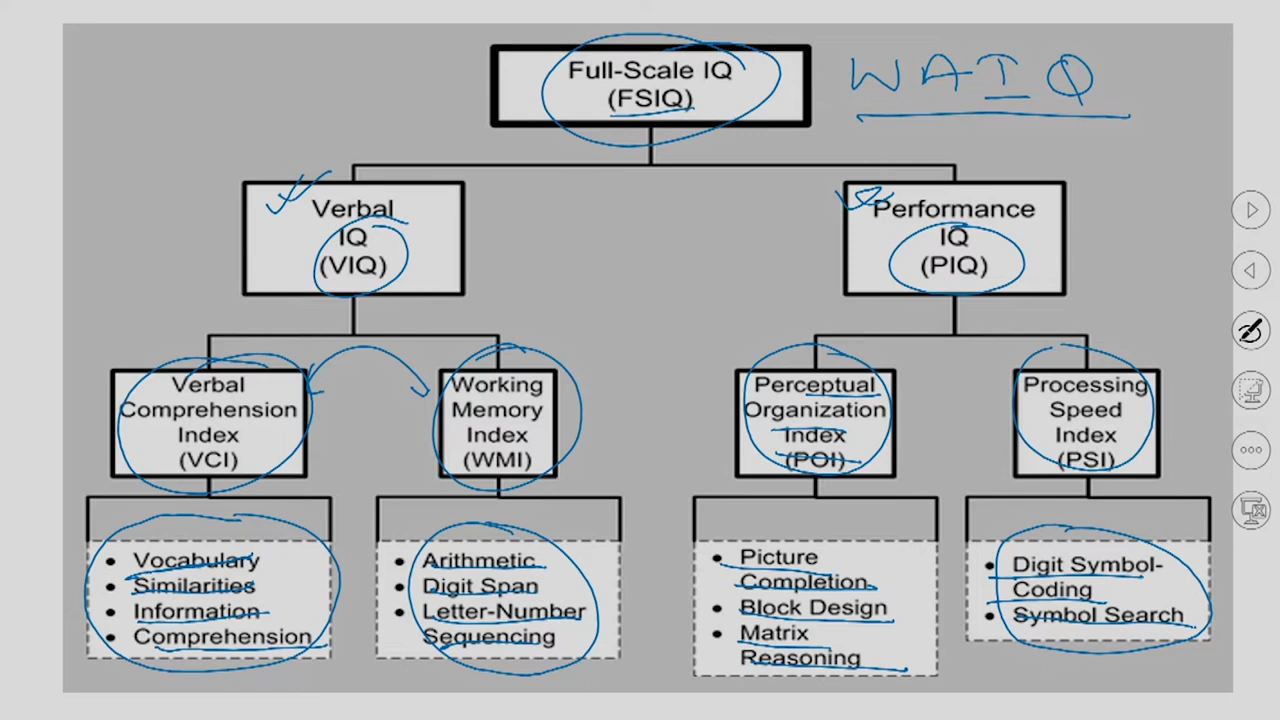 Full-Scale IQ
(FSIQ)
WAIQ
Verbal
IQ
(VIQ)
Performance
IQ
(PIQ)
Verbal
Comprehension
Index
(VCI)
Working
Memory
Index
(WMI)
Perceptual
Organization
Index
(POI)
Processing
Speed
Index
(PSI)
• Vocabulary
• Similarities
• Information
• Comprehension
• Arithmetic
• Digit Span
• Letter-Number
Sequencing
• Picture
Completion
• Block Design
• Matrix
Reasoning
• Digit Symbol-
Coding
• Symbol Search